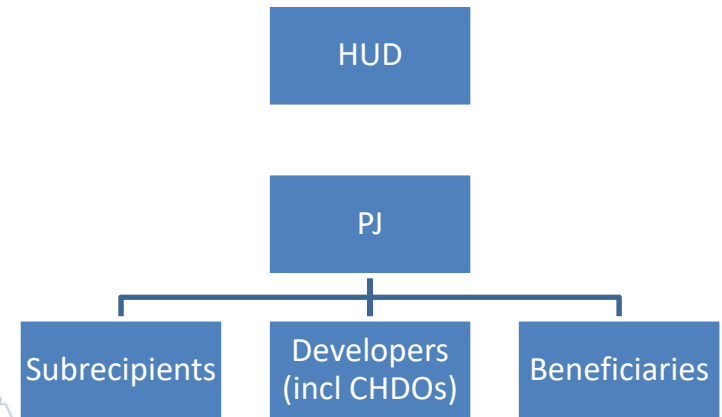 HUD
PJ
Subrecipients
Developers
(incl CHDOs)
Beneficiaries